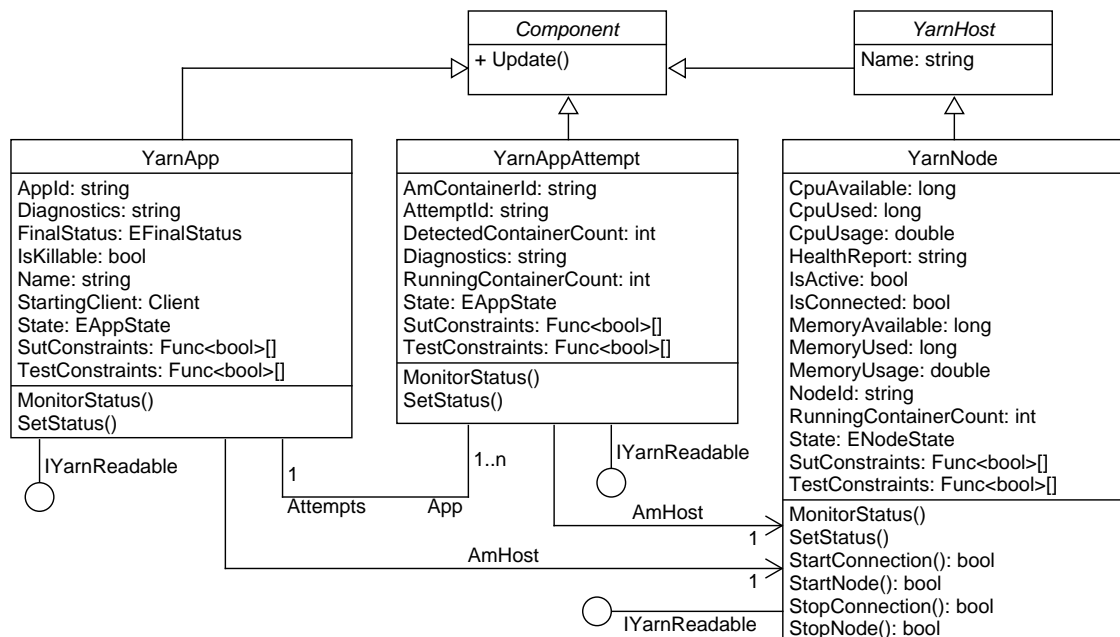 Component
+ Update()
YarnHost
Name: string
YarnApp
AppId: string
Diagnostics: string
FinalStatus: EFinalStatus
IsKillable: bool
Name: string
StartingClient: Client
State: EAppState
SutConstraints: Func<bool>[]
TestConstraints: Func<bool>[]
MonitorStatus()
SetStatus()
YarnAppAttempt
AmContainerId: string
AttemptId: string
DetectedContainerCount: int
Diagnostics: string
RunningContainerCount: int
State: EAppState
SutConstraints: Func<bool>[]
TestConstraints: Func<bool>[]
MonitorStatus()
SetStatus()
YarnNode
CpuAvailable: long
CpuUsed: long
CpuUsage: double
HealthReport: string
IsActive: bool
IsConnected: bool
MemoryAvailable: long
MemoryUsed: long
MemoryUsage: double
NodeId: string
RunningContainerCount: int
State: ENodeState
SutConstraints: Func<bool>[]
TestConstraints: Func<bool>[]
MonitorStatus()
SetStatus()
StartConnection(): bool
StartNode(): bool
StopConnection(): bool
StopNode(): bool
IYarnReadable
1
Attempts
1..n
App
IYarnReadable
AmHost
1
AmHost
1
IYarnReadable